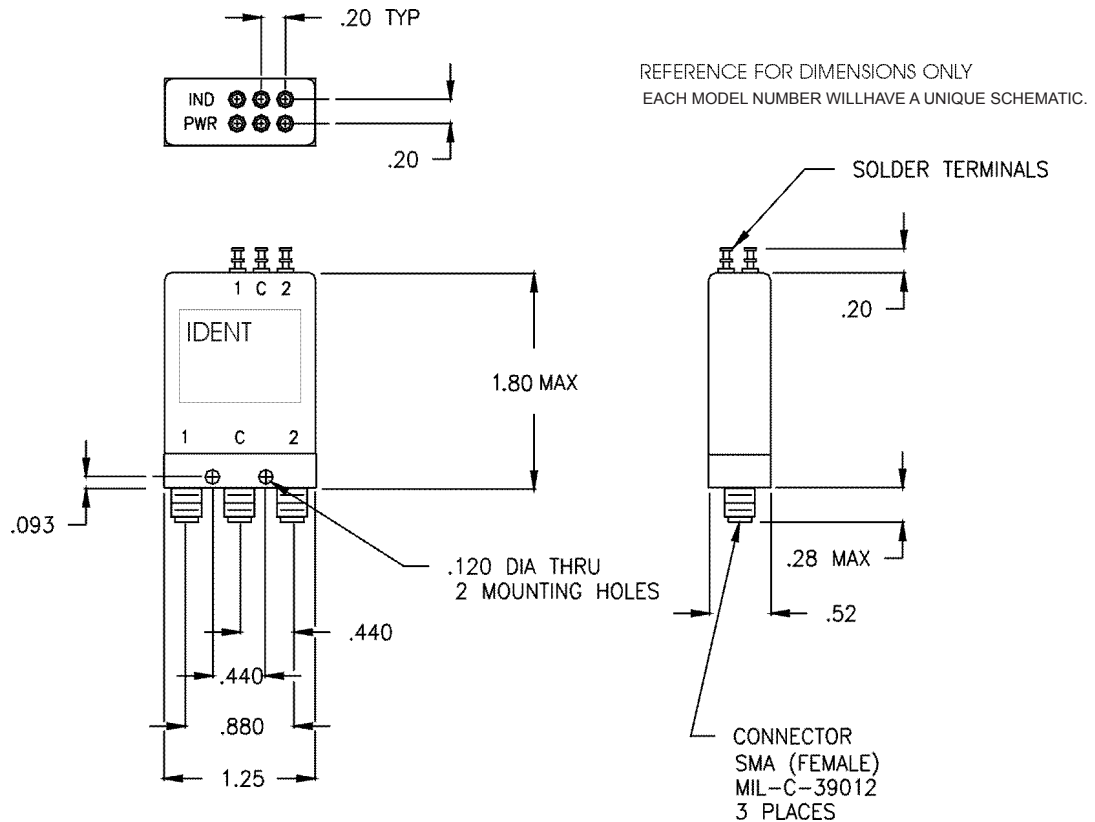 .20 TYP
REFERENCE FOR DIMENSIONS ONLY
EACH MODEL NUMBER WILLHAVE A UNIQUE SCHEMATIC.
IND
PWR
.20
SOLDER TERMINALS
1 C 2
IDENT
.20
1.80 MAX
1 C 2
.093
.28 MAX
.120 DIA THRU
2 MOUNTING HOLES
.52
.440
.440
.880
1.25
CONNECTOR
SMA (FEMALE)
MIL-C-39012
3 PLACES